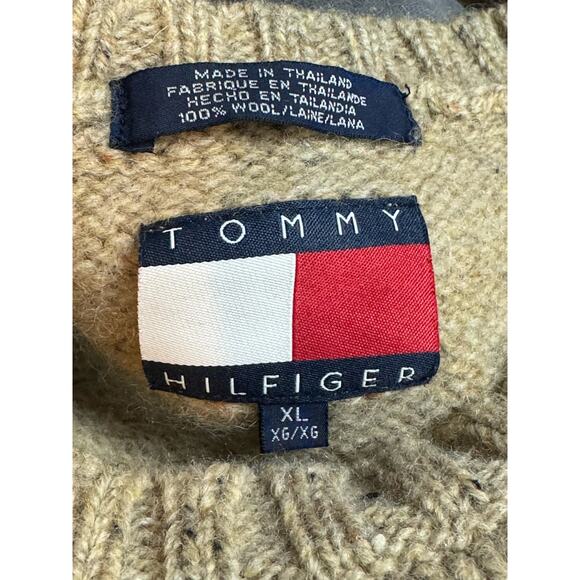 MADE IN THAILAND
FABRIQUE EN THAILANDE
HECHO EN TAILANDIA
100% WOOL/LAINE/LANA
TOMMY
HILFIGER
XL
XG/XG